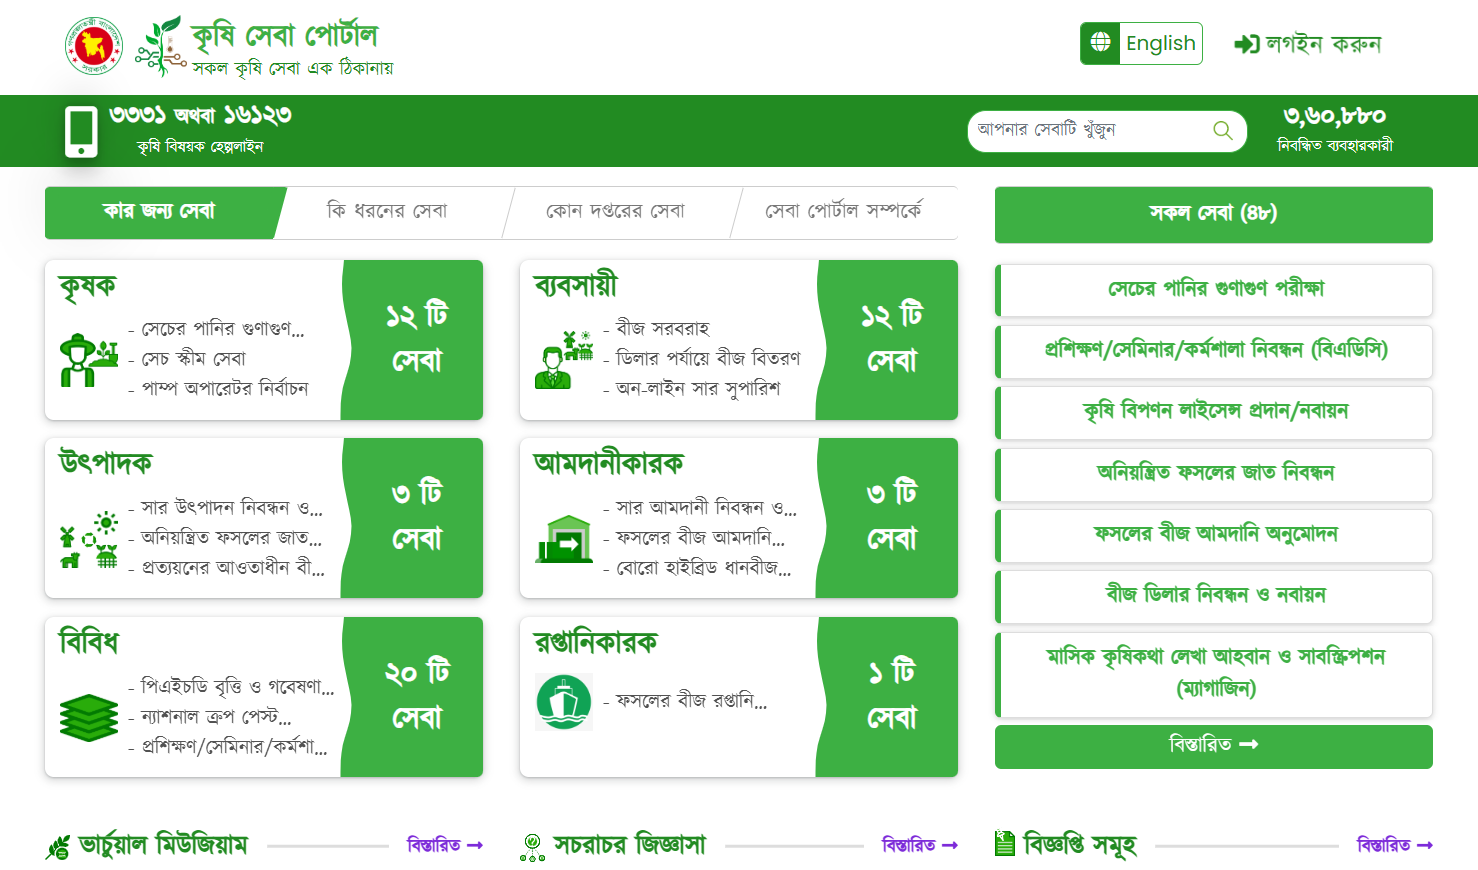 কৃষি সেবা পোর্টাল
সকল কৃষি সেবা এক ঠিকানায়
English
লগইন করুন
৩৩৩১ অথবা ১৬১২৩
কৃষি বিষয়ক হেল্পলাইন
আপনার সেবাটি খুঁজুন
৩,৬০,৮৮০
নিবন্ধিত ব্যবহারকারী
কার জন্য সেবা
কি ধরনের সেবা
কোন দপ্তরের সেবা
সেবা পোর্টাল সম্পর্কে
কৃষক
- সেচের পানির গুণাগুণ...
- সেচ স্কীম সেবা
- পাম্প অপারেটর নির্বাচন
১২ টি
সেবা
ব্যবসায়ী
- বীজ সরবরাহ
- ডিলার পর্যায়ে বীজ বিতরণ
- অন-লাইন সার সুপারিশ
১২ টি
সেবা
উৎপাদক
- সার উৎপাদন নিবন্ধন ও...
- অনিয়ন্ত্রিত ফসলের জাত...
- প্রত্যয়নের আওতাধীন বী...
৩ টি
সেবা
আমদানীকারক
- সার আমদানী নিবন্ধন ও...
- ফসলের বীজ আমদানি...
- বোরো হাইব্রিড ধানবীজ...
৩ টি
সেবা
বিবিধ
- পিএইচডি বৃত্তি ও গবেষণা...
- ন্যাশনাল ক্রপ পেস্ট...
- প্রশিক্ষণ/সেমিনার/কর্মশা...
২০ টি
সেবা
রপ্তানিকারক
- ফসলের বীজ রপ্তানি...
১ টি
সেবা
সকল সেবা (৪৮)
সেচের পানির গুণাগুণ পরীক্ষা
প্রশিক্ষণ/সেমিনার/কর্মশালা নিবন্ধন (বিএডিসি)
কৃষি বিপণন লাইসেন্স প্রদান/নবায়ন
অনিয়ন্ত্রিত ফসলের জাত নিবন্ধন
ফসলের বীজ আমদানি অনুমোদন
বীজ ডিলার নিবন্ধন ও নবায়ন
মাসিক কৃষিকথা লেখা আহবান ও সাবস্ক্রিপশন
(ম্যাগাজিন)
বিস্তারিত
ভার্চুয়াল মিউজিয়াম
বিস্তারিত
সচরাচর জিজ্ঞাসা
বিস্তারিত
বিজ্ঞপ্তি সমূহ
বিস্তারিত